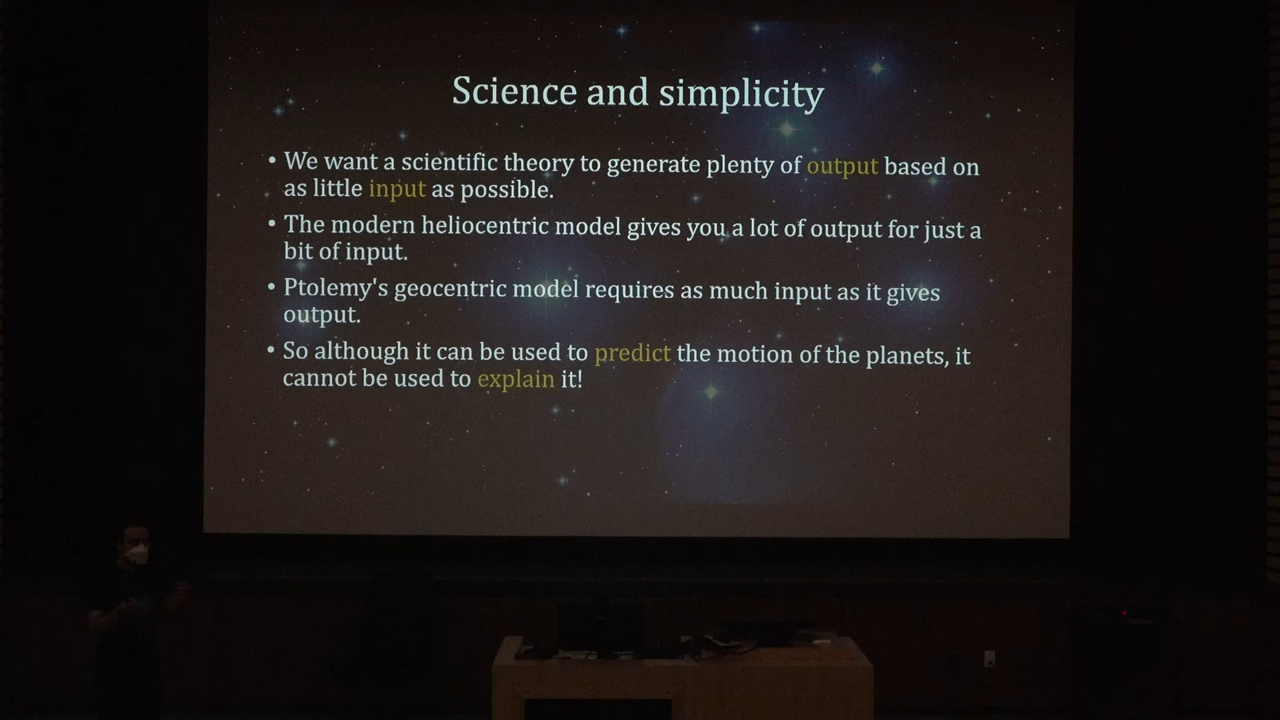 Science and simplicity
• We want a scientific theory to generate plenty of output based on
as little input as possible.
• The modern heliocentric model gives you a lot of output for just a
bit of input.
• Ptolemy's geocentric model requires as much input as it gives
output.
• So although it can be used to predict the motion of the planets, it
cannot be used to explain it!